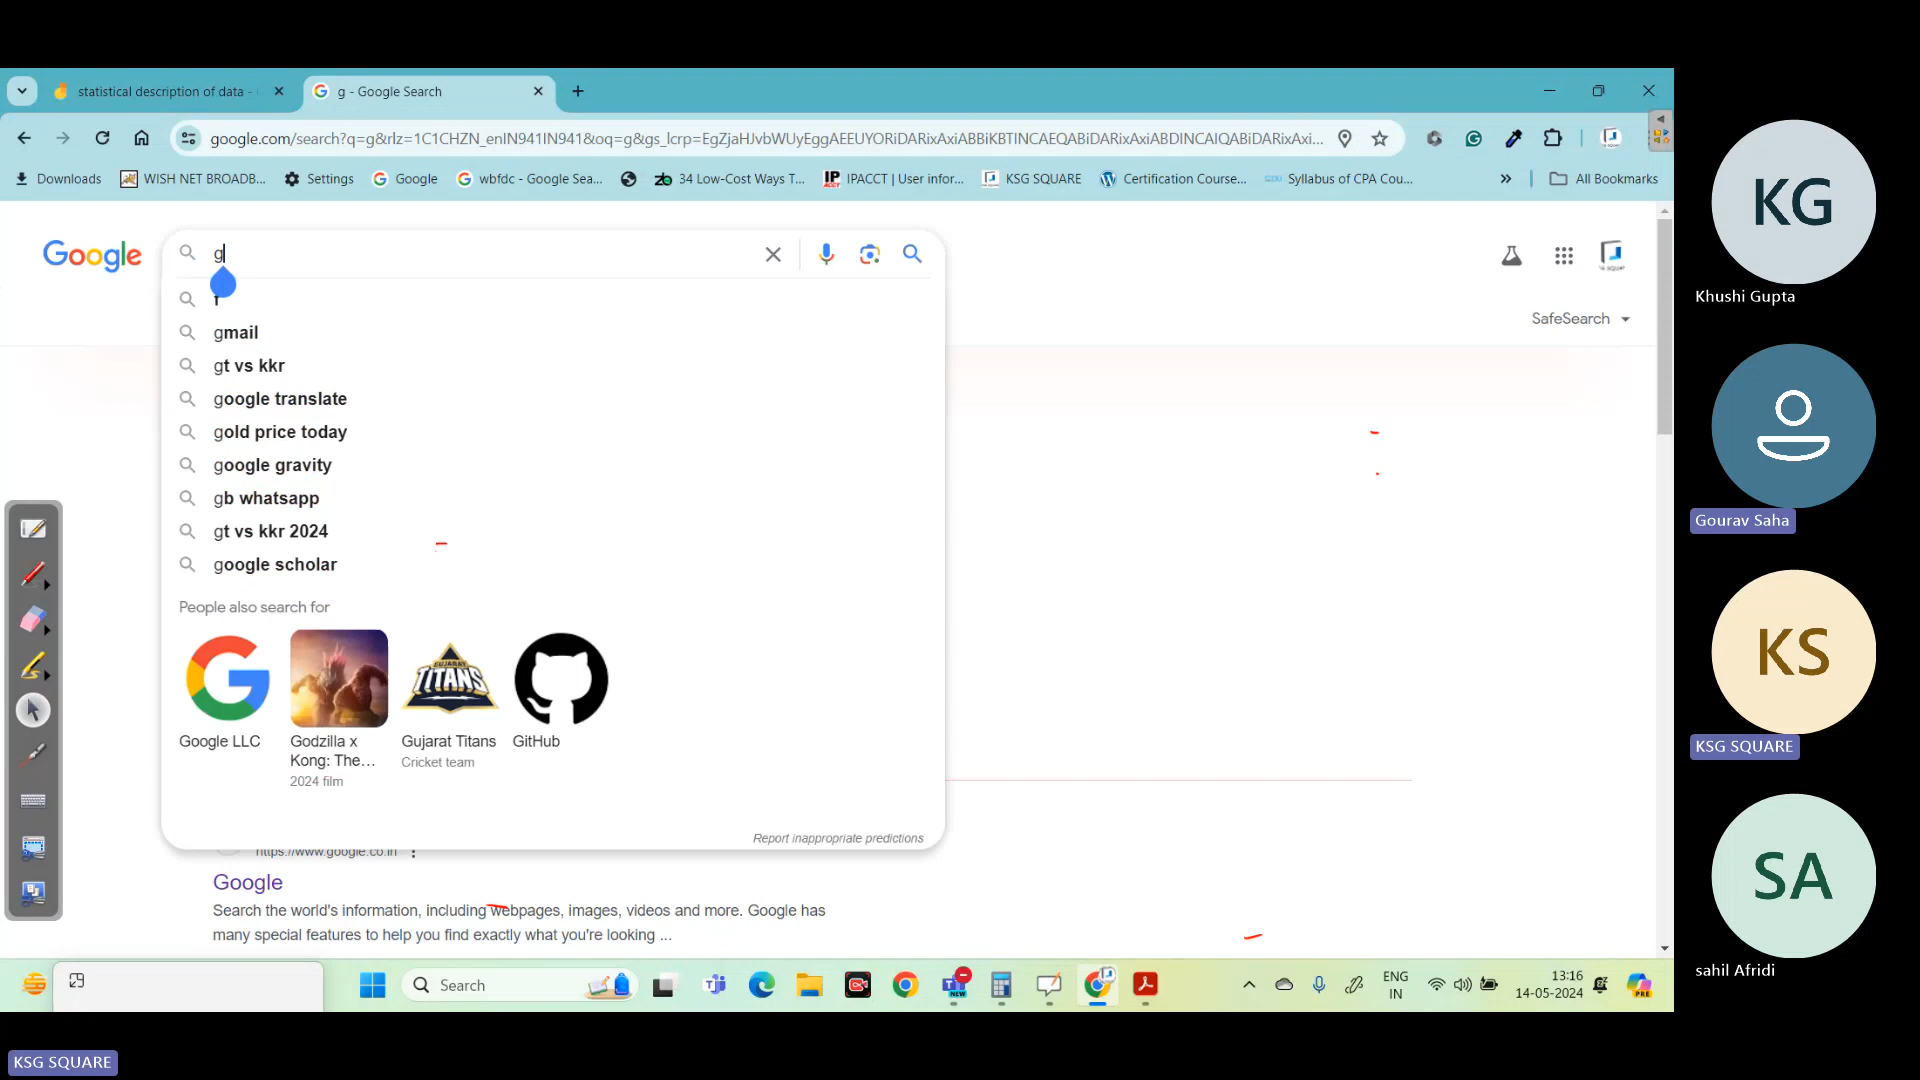 statistical description of data -
g - Google Search
google.com/search?q=g&rlz=1C1CHZN_enIN941IN941&oq=g&gs_lcrp=EgZjaHJvbWUyEggAEEUYORiDARixAxiABBiKBTINCAEQABiDARixAxiABDINCAIQABiDARixAxi...
Downloads
WISH NET BROADB...
Settings
Google
wbfdc - Google Sea...
34 Low-Cost Ways T...
IPACCT | User infor...
KSG SQUARE
Certification Course...
Syllabus of CPA Cou...
All Bookmarks
Google
g
SafeSearch
gmail
gt vs kkr
google translate
gold price today
google gravity
gb whatsapp
gt vs kkr 2024
google scholar
People also search for
GUJARAT
TITANS
Google LLC
Godzilla x
Kong: The...
2024 film
Gujarat Titans
Cricket team
GitHub
Report inappropriate predictions
https://www.google.co.in
Google
Search the world's information, including webpages, images, videos and more. Google has
many special features to help you find exactly what you're looking ...
Search
NEW
ENG
IN
13:16
14-05-2024
PRE
KG
Khushi Gupta
Gourav Saha
KS
KSG SQUARE
SA
sahil Afridi
KSG SQUARE